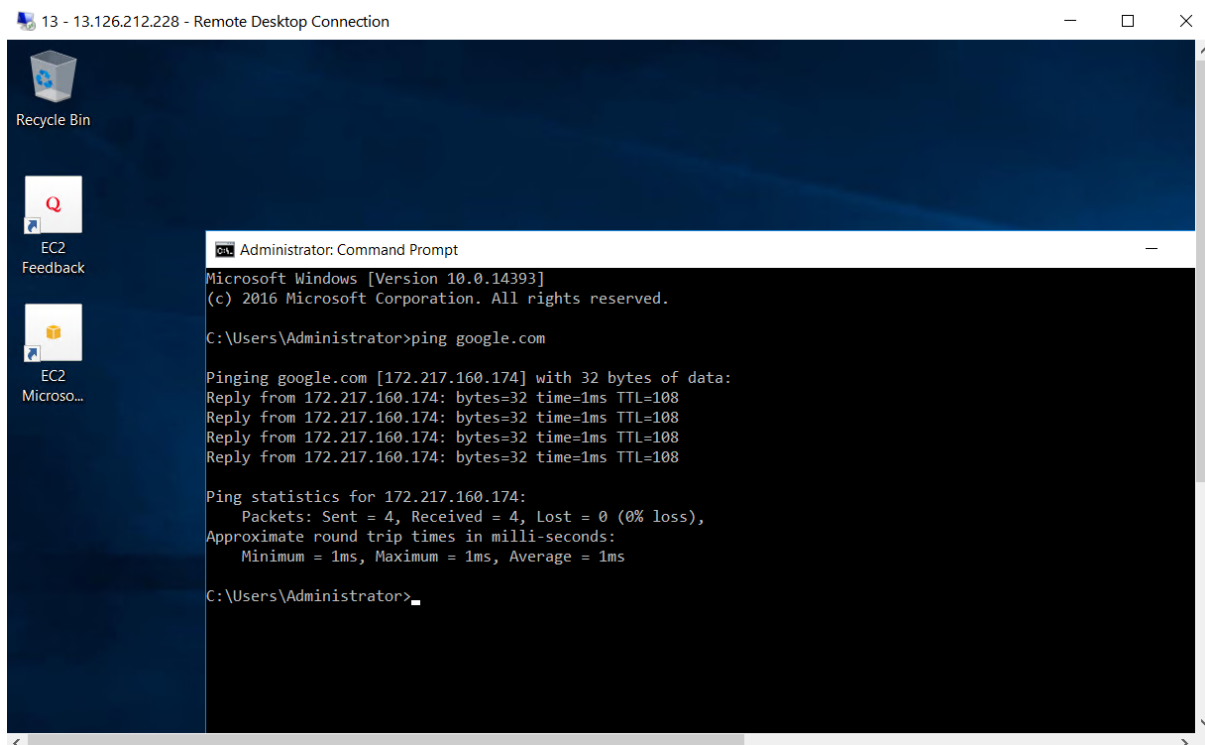 13 - 13.126.212.228 - Remote Desktop Connection
Recycle Bin
Q
EC2
Feedback
EC2
Microso...
Administrator: Command Prompt
Microsoft Windows [Version 10.0.14393]
(c) 2016 Microsoft Corporation. All rights reserved.
C:\Users\Administrator>ping google.com
Pinging google.com [172.217.160.174] with 32 bytes of data:
Reply from 172.217.160.174: bytes=32 time=1ms TTL=108
Reply from 172.217.160.174: bytes=32 time=1ms TTL=108
Reply from 172.217.160.174: bytes=32 time=1ms TTL=108
Reply from 172.217.160.174: bytes=32 time=1ms TTL=108
Ping statistics for 172.217.160.174:
    Packets: Sent = 4, Received = 4, Lost = 0 (0% loss),
Approximate round trip times in milli-seconds:
    Minimum = 1ms, Maximum = 1ms, Average = 1ms
C:\Users\Administrator>